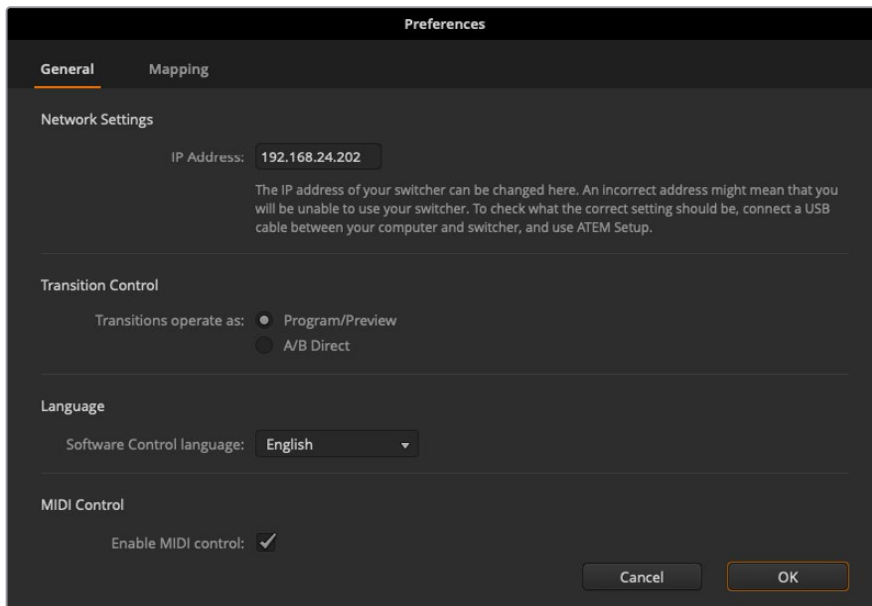 Preferences
General Mapping
Network Settings
IP Address: 192.168.24.202
The IP address of your switcher can be changed here. An incorrect address might mean that you
will be unable to use your switcher. To check what the correct setting should be, connect a USB
cable between your computer and switcher, and use ATEM Setup.
Transition Control
Transitions operate as: Program/Preview
A/B Direct
Language
Software Control language: English
MIDI Control
Enable MIDI control:
Cancel OK